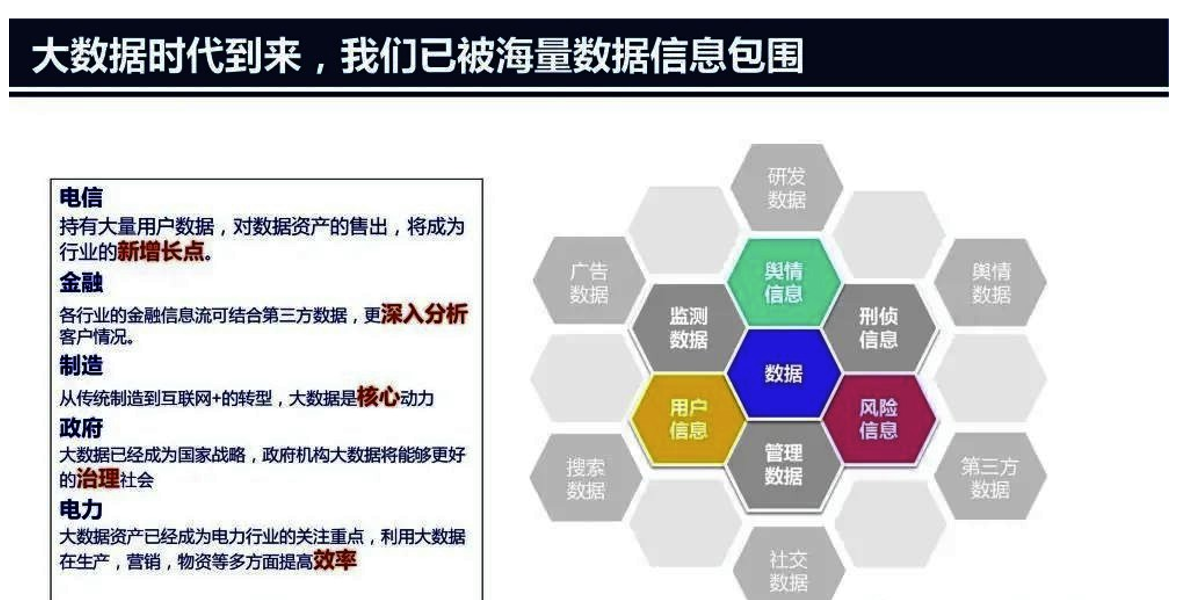 大数据时代到来，我们已被海量数据信息包围
电信
持有大量用户数据，对数据资产的售出，将成为
行业的新增长点。
金融
各行业的金融信息流可结合第三方数据，更深入分析
客户情况。
制造
从传统制造到互联网+的转型，大数据是核心动力
政府
大数据已经成为国家战略，政府机构大数据将能够更好
的治理社会
电力
大数据资产已经成为电力行业的关注重点，利用大数据
在生产，营销，物资等多方面提高效率
研发
数据
广告
数据
舆情
信息
舆情
数据
监测
数据
刑侦
信息
数据
用户
信息
风险
信息
管理
数据
搜索
数据
第三方
数据
社交
数据